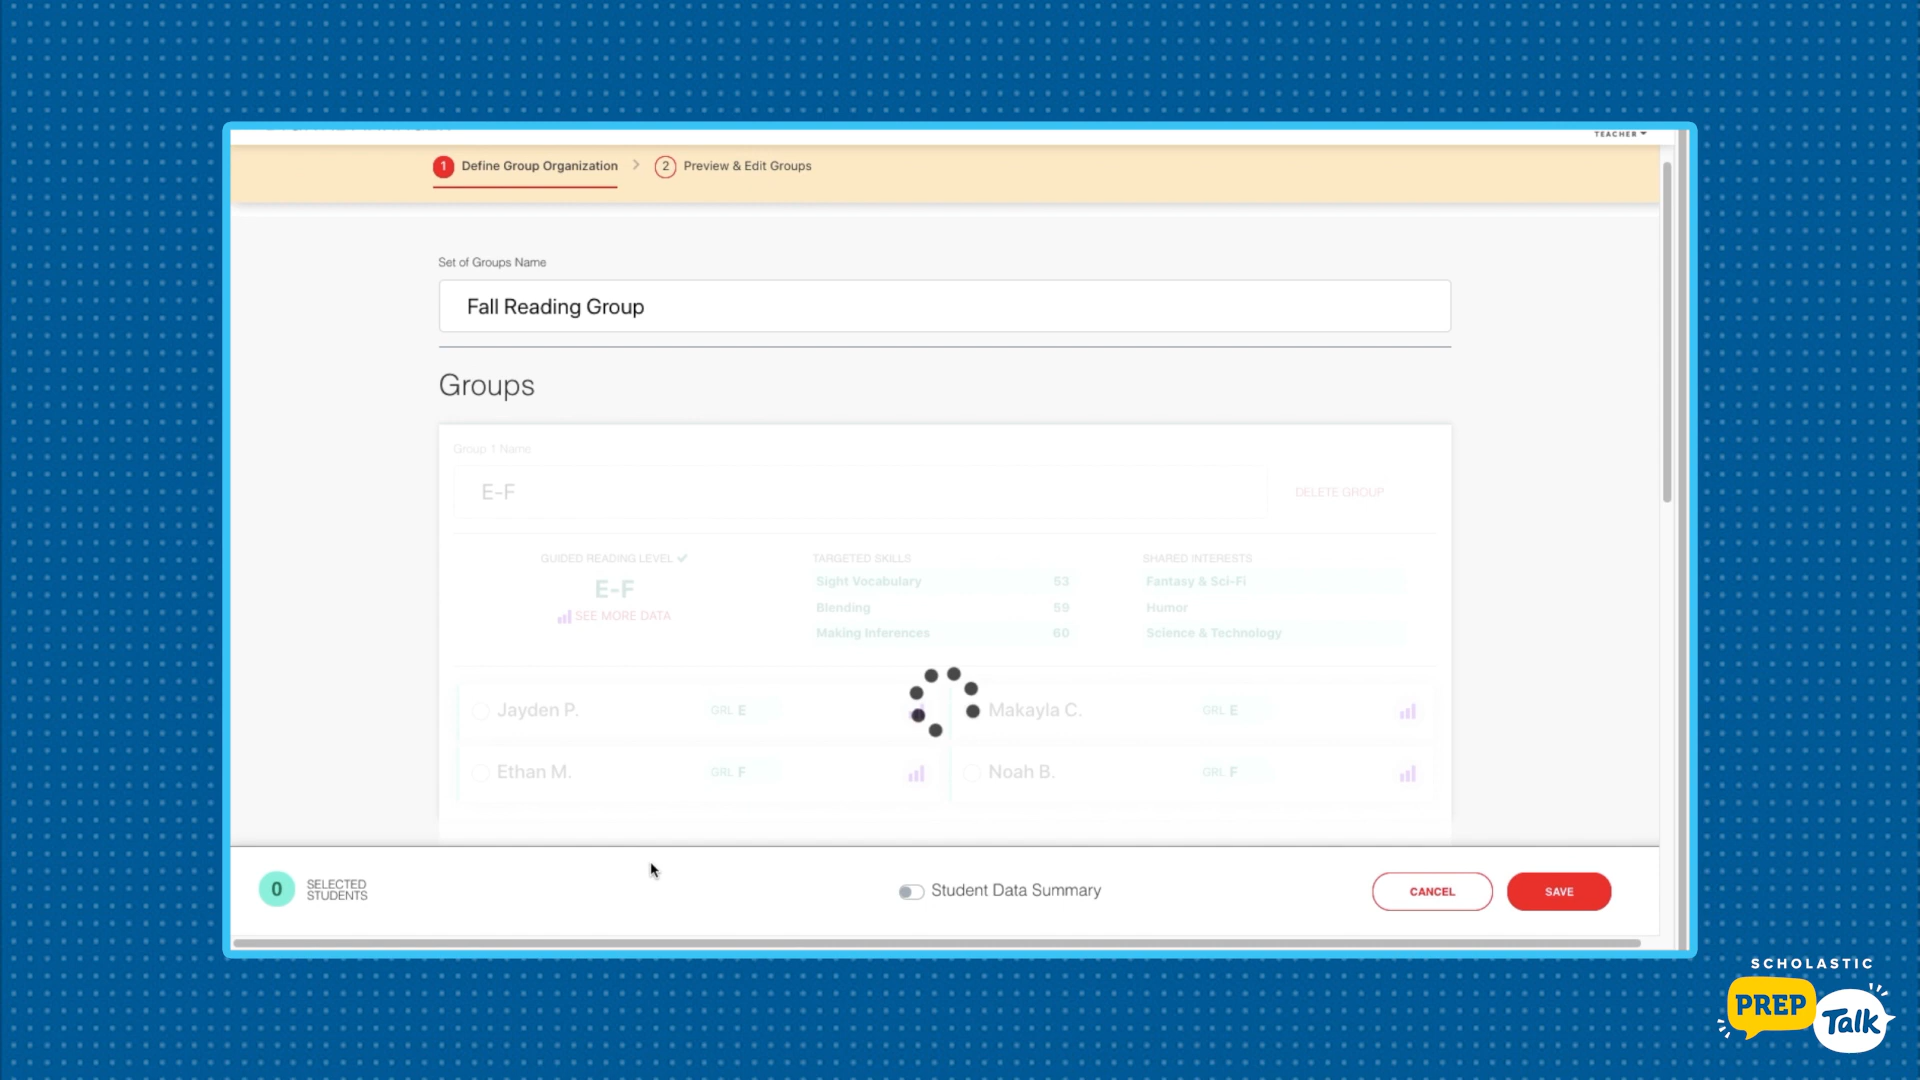 TEACHER
1 Define Group Organization > 2 Preview & Edit Groups
Set of Groups Name
Fall Reading Group
Groups
Group 1 Name
E-F
DELETE GROUP
GUIDED READING LEVEL
E-F
SEE MORE DATA
TARGETED SKILLS
Sight Vocabulary 53
Blending 59
Making Inferences 60
SHARED INTERESTS
Fantasy & Sci-Fi
Humor
Science & Technology
Jayden P. GRL E
Makayla C. GRL E
Ethan M. GRL F
Noah B. GRL F
0 SELECTED
STUDENTS
Student Data Summary
CANCEL
SAVE
SCHOLASTIC
PREP
Talk